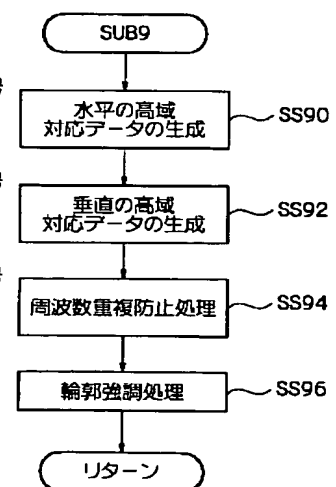 SUB9
水平の高域
対応データの生成
SS90
垂直の高域
対応データの生成
SS92
周波数重複防止処理
SS94
輪郭強調処理
SS96
リターン